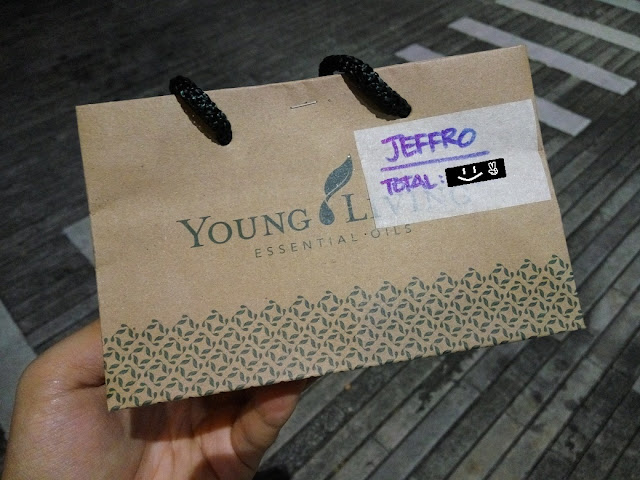 JEFFRO
TOTAL:
YOUNG LIVING
ESSENTIAL·OILS